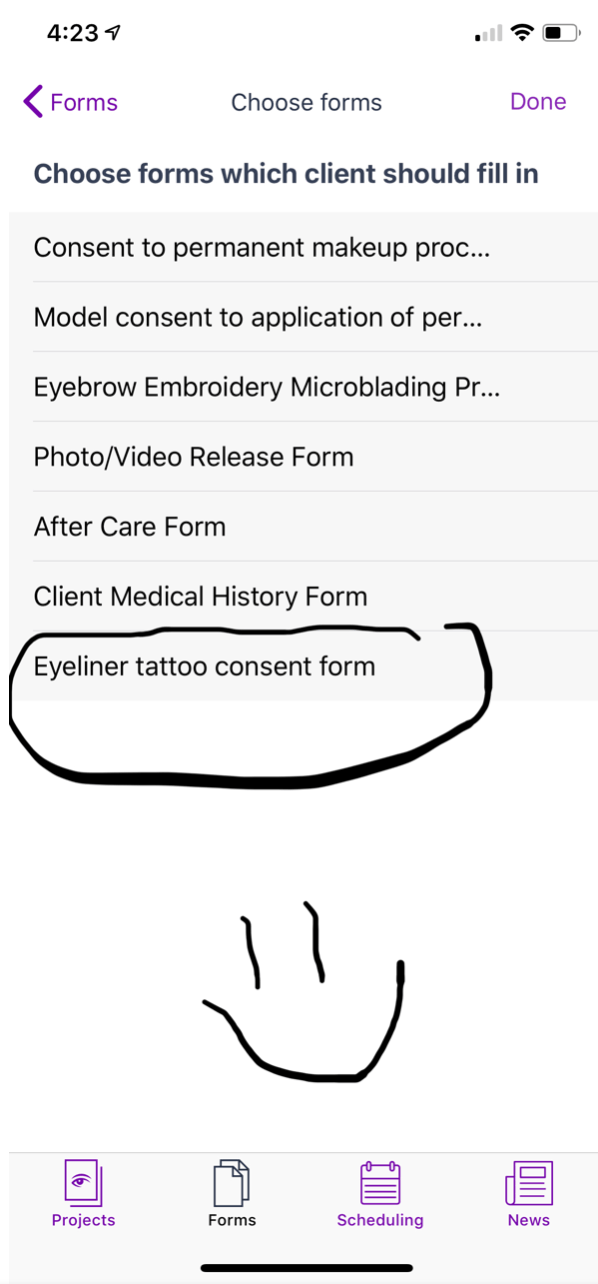 4:23
Forms
Choose forms
Done
Choose forms which client should fill in
Consent to permanent makeup proc...
Model consent to application of per...
Eyebrow Embroidery Microblading Pr...
Photo/Video Release Form
After Care Form
Client Medical History Form
Eyeliner tattoo consent form
Projects
Forms
Scheduling
News